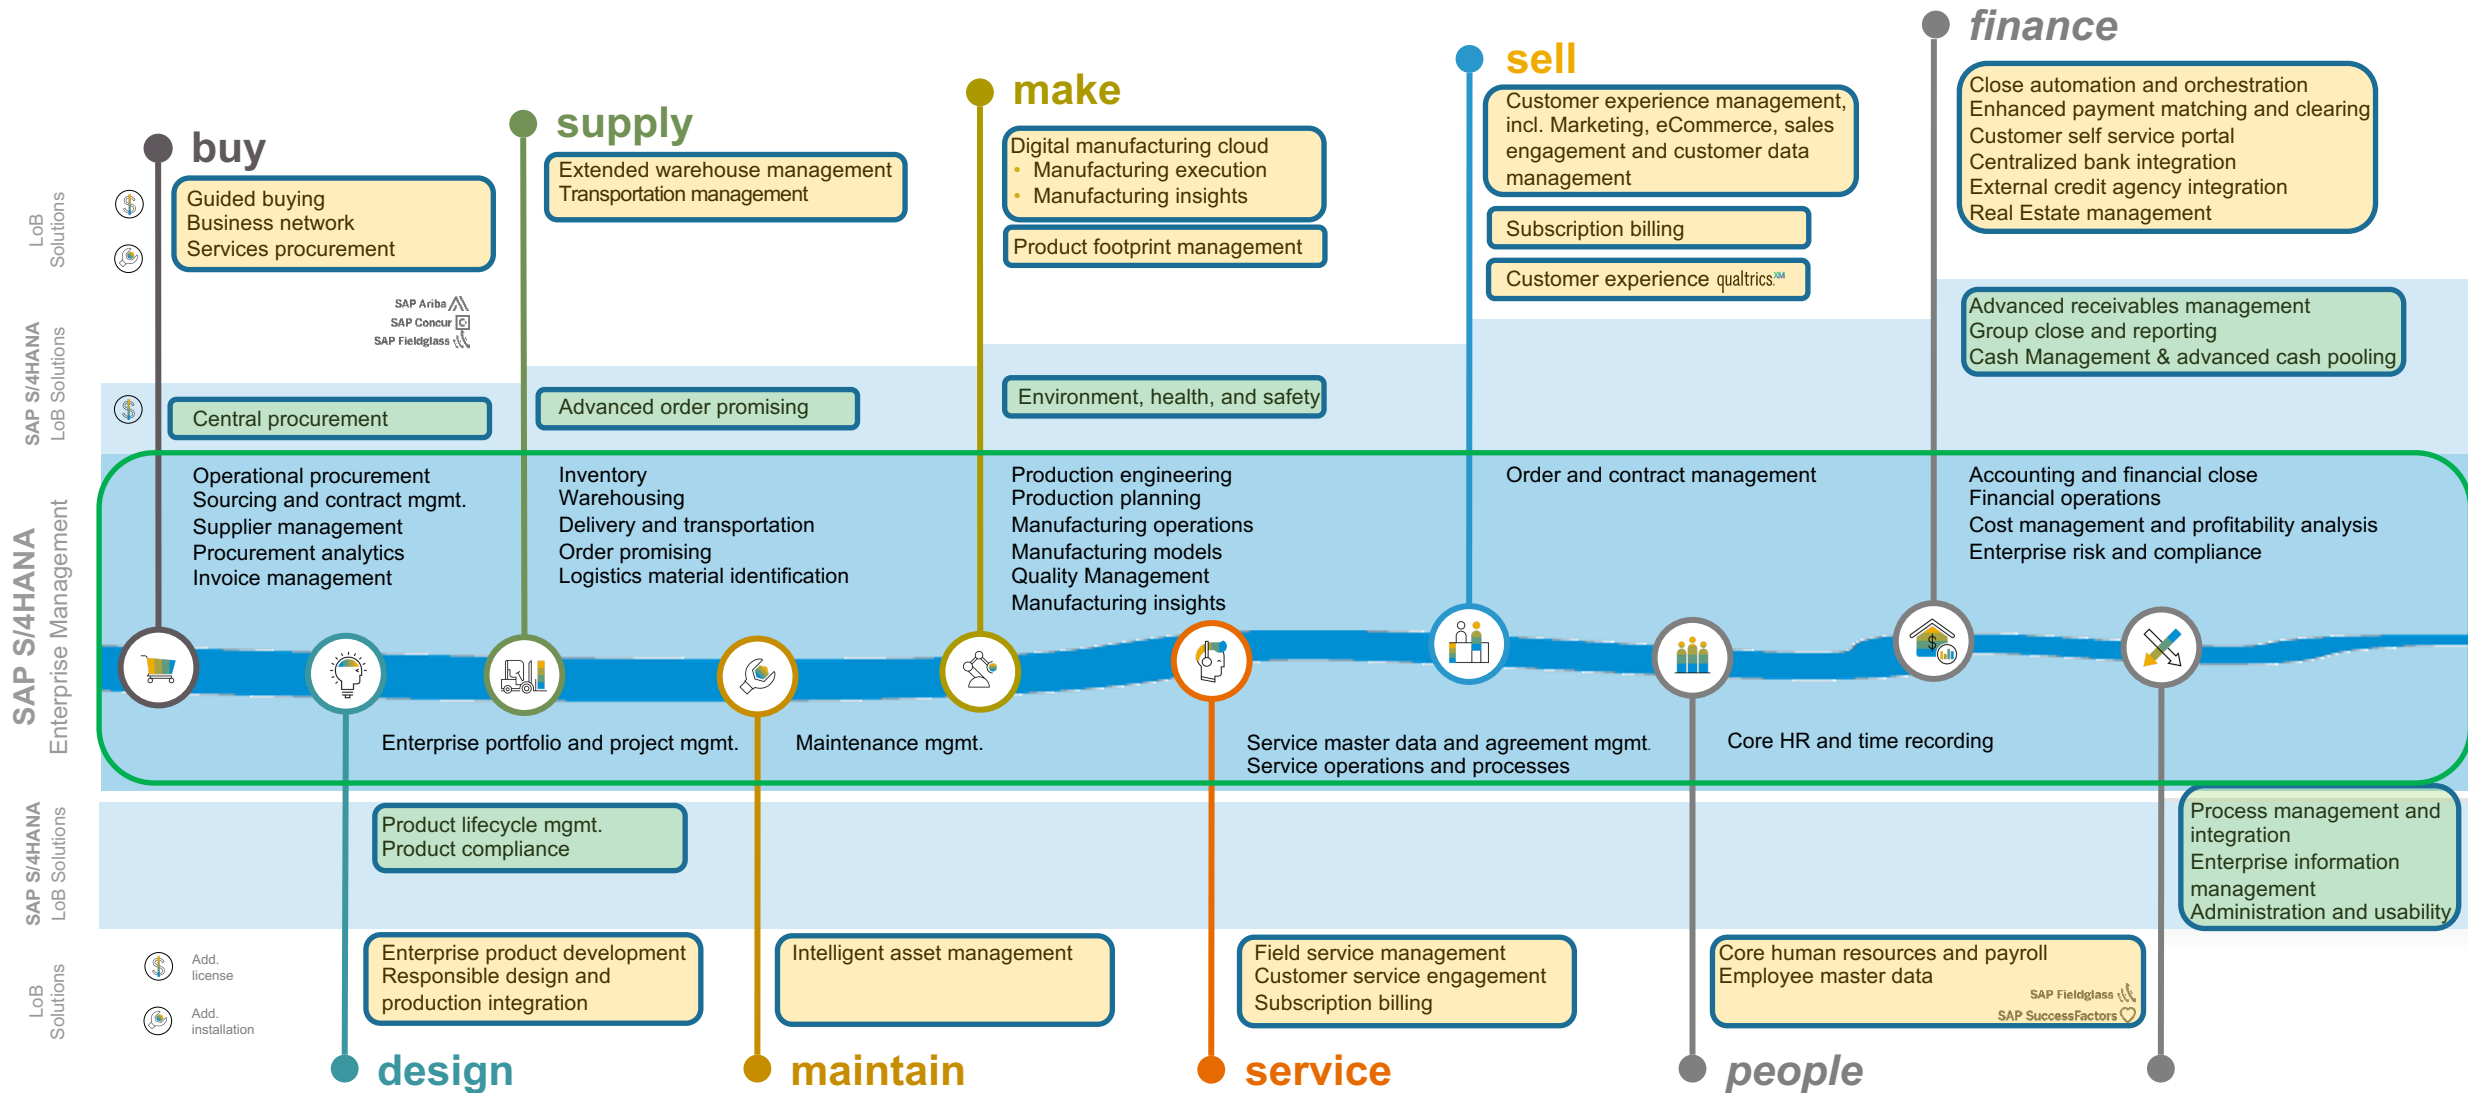 finance
Close automation and orchestration
Enhanced payment matching and clearing
Customer self service portal
Centralized bank integration
External credit agency integration
Real Estate management
sell
Customer experience management,
incl. Marketing, eCommerce, sales
engagement and customer data
management
Subscription billing
Customer experience qualtrics.XM
make
Digital manufacturing cloud
• Manufacturing execution
• Manufacturing insights
Product footprint management
supply
Extended warehouse management
Transportation management
buy
Guided buying
Business network
Services procurement
SAP Ariba
SAP Concur
SAP Fieldglass
LoB
Solutions
SAP S/4HANA
LoB Solutions
Central procurement
Advanced order promising
Environment, health, and safety
Advanced receivables management
Group close and reporting
Cash Management & advanced cash pooling
SAP S/4HANA
Enterprise Management
Operational procurement
Sourcing and contract mgmt.
Supplier management
Procurement analytics
Invoice management
Inventory
Warehousing
Delivery and transportation
Order promising
Logistics material identification
Production engineering
Production planning
Manufacturing operations
Manufacturing models
Quality Management
Manufacturing insights
Order and contract management
Accounting and financial close
Financial operations
Cost management and profitability analysis
Enterprise risk and compliance
Enterprise portfolio and project mgmt.
Maintenance mgmt.
Service master data and agreement mgmt.
Service operations and processes
Core HR and time recording
SAP S/4HANA
LoB Solutions
Product lifecycle mgmt.
Product compliance
Process management and
integration
Enterprise information
management
Administration and usability
LoB
Solutions
Add.
license
Add.
installation
Enterprise product development
Responsible design and
production integration
Intelligent asset management
Field service management
Customer service engagement
Subscription billing
Core human resources and payroll
Employee master data
SAP Fieldglass
SAP SuccessFactors
design
maintain
service
people